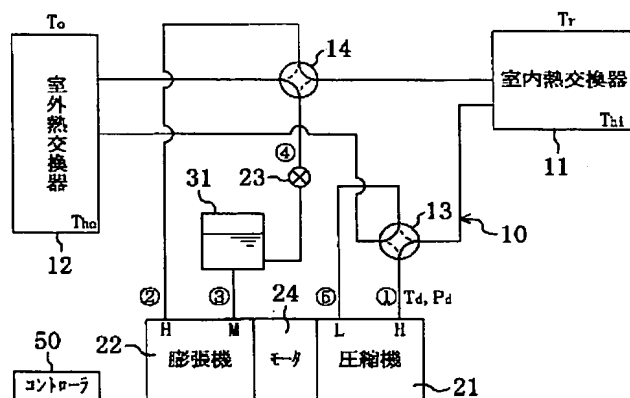 To
14
Tr
室外熱交換器
室内熱交換器
④
23
Thi
11
31
13
10
Tho
12
②
③
24
⑤
①
Td, Pd
H
M
L
H
50
22
膨張機
モータ
圧縮機
21
コントローラ